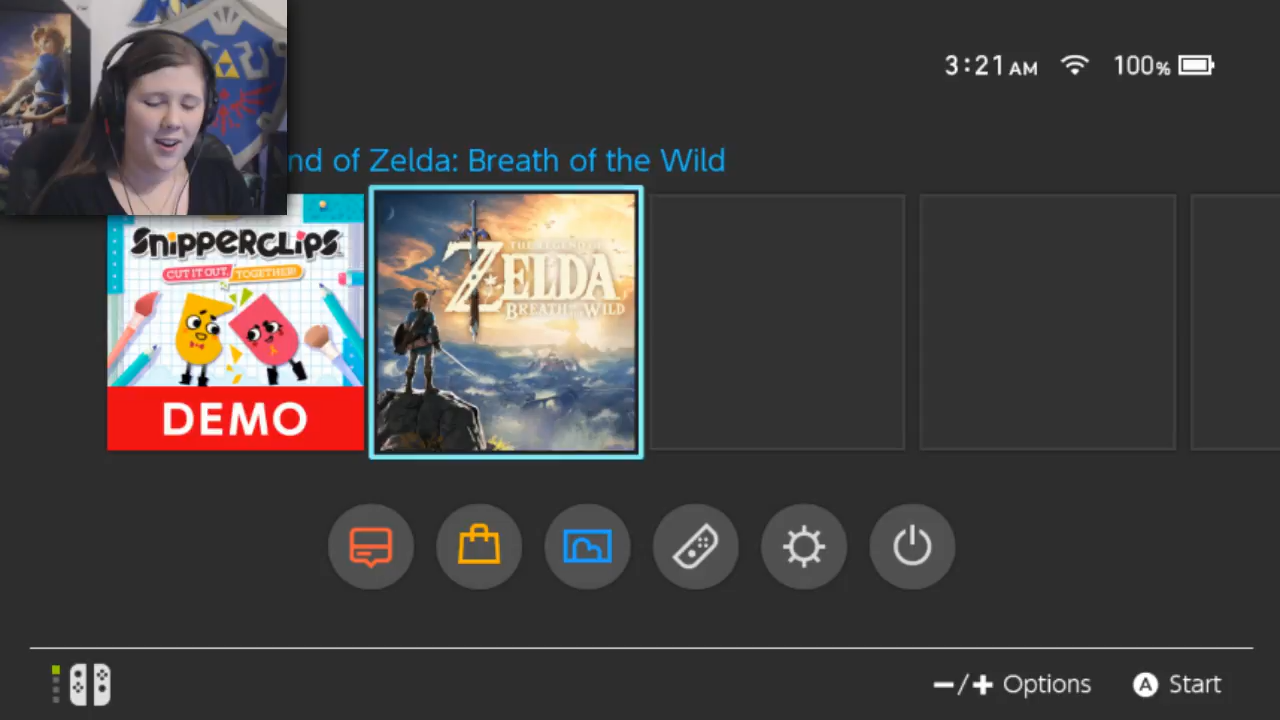 3:21 AM 100%
nd of Zelda: Breath of the Wild
SNIPPERCLIPS
CUT IT OUT, TOGETHER!
DEMO
THE LEGEND OF
ZELDA
BREATH OF THE WILD
−/+ Options A Start